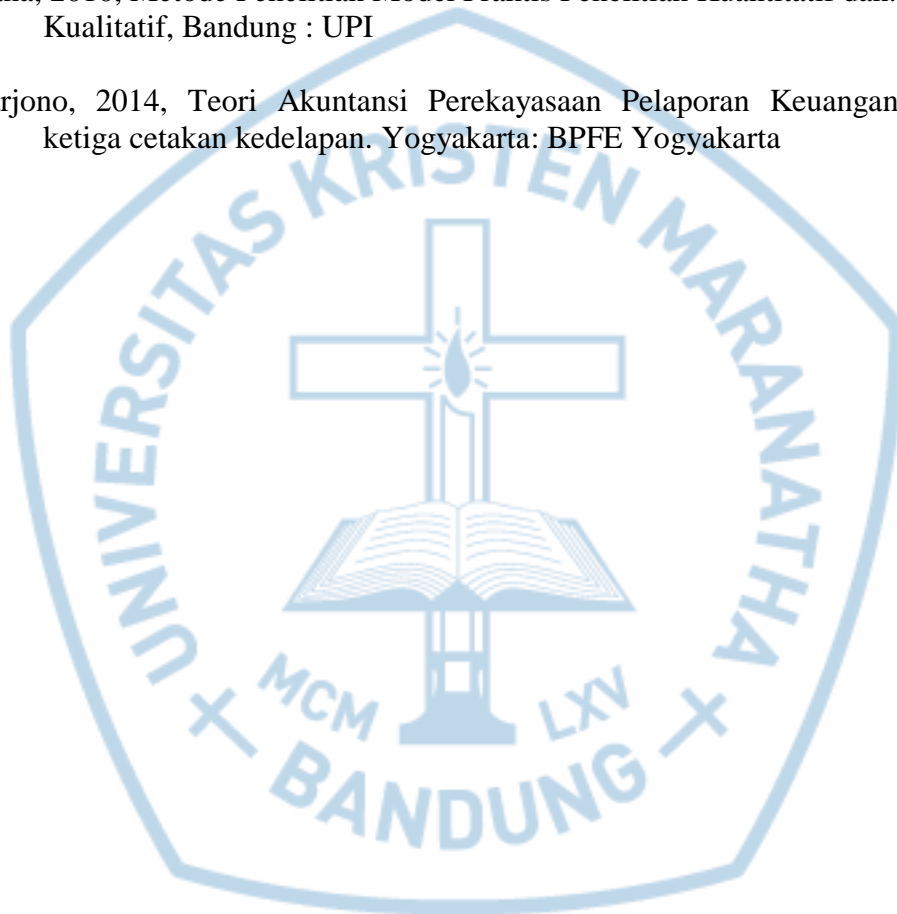 Kualitatif, Bandung : UPI
rjono, 2014, Teori Akuntansi Perekayasaan Pelaporan Keuangan
ketiga cetakan kedelapan. Yogyakarta: BPFE Yogyakarta
UNIVERSITAS KRISTEN MARANATHA
MCM LXV
BANDUNG